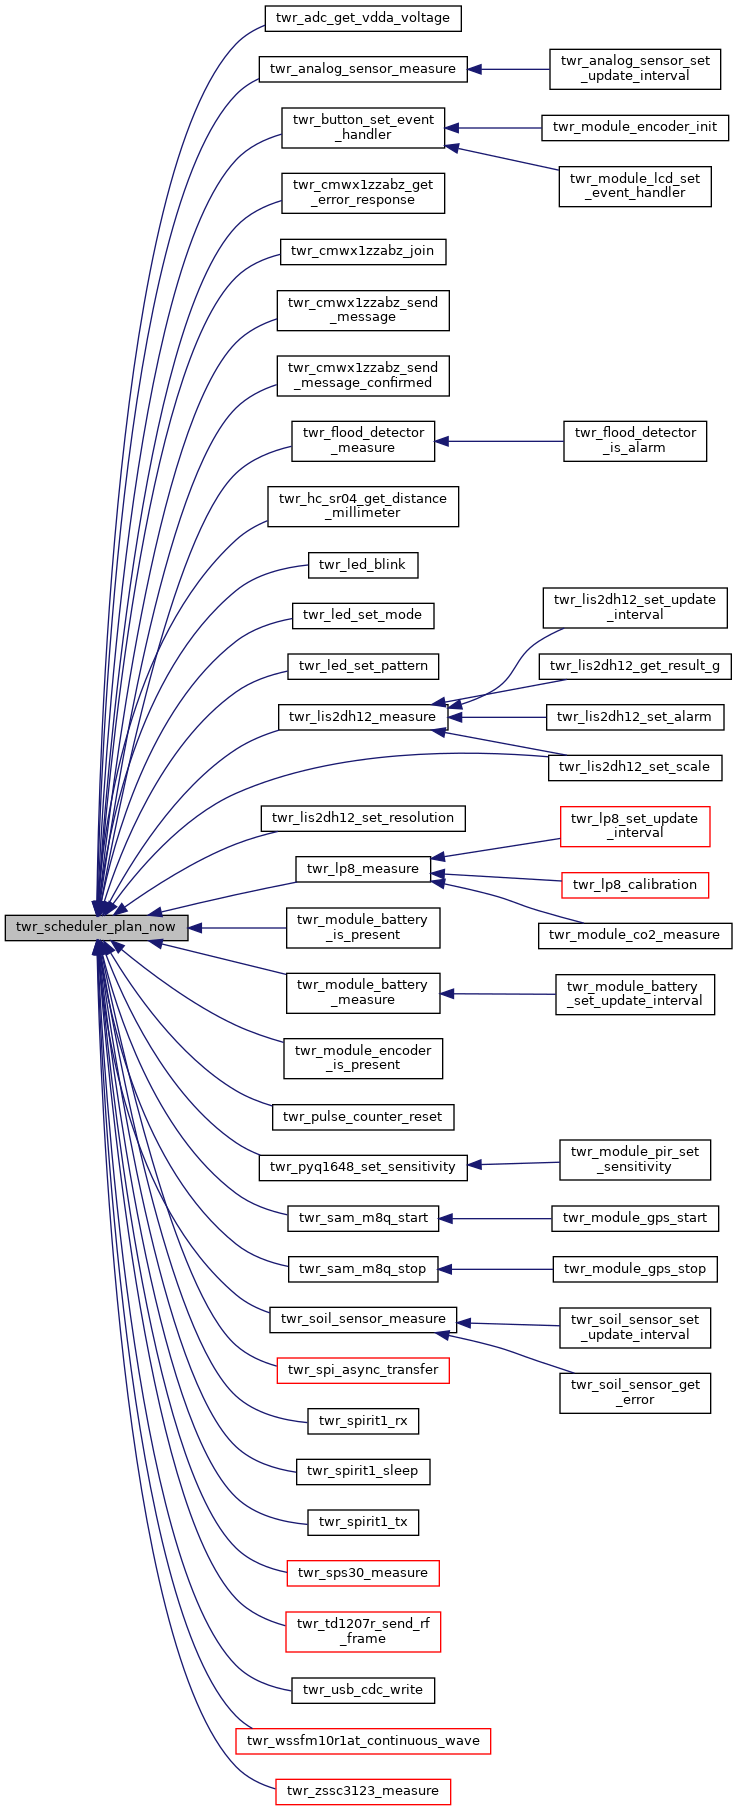 twr_adc_get_vdda_voltage
twr_analog_sensor_measure
twr_analog_sensor_set
_update_interval
twr_button_set_event
_handler
twr_module_encoder_init
twr_module_lcd_set
_event_handler
twr_cmwx1zzabz_get
_error_response
twr_cmwx1zzabz_join
twr_cmwx1zzabz_send
_message
twr_cmwx1zzabz_send
_message_confirmed
twr_flood_detector
_measure
twr_flood_detector
_is_alarm
twr_hc_sr04_get_distance
_millimeter
twr_led_blink
twr_led_set_mode
twr_led_set_pattern
twr_lis2dh12_measure
twr_lis2dh12_set_update
_interval
twr_lis2dh12_get_result_g
twr_lis2dh12_set_alarm
twr_lis2dh12_set_scale
twr_lis2dh12_set_resolution
twr_lp8_measure
twr_lp8_set_update
_interval
twr_lp8_calibration
twr_module_co2_measure
twr_scheduler_plan_now
twr_module_battery
_is_present
twr_module_battery
_measure
twr_module_battery
_set_update_interval
twr_module_encoder
_is_present
twr_pulse_counter_reset
twr_pyq1648_set_sensitivity
twr_module_pir_set
_sensitivity
twr_sam_m8q_start
twr_module_gps_start
twr_sam_m8q_stop
twr_module_gps_stop
twr_soil_sensor_measure
twr_soil_sensor_set
_update_interval
twr_soil_sensor_get
_error
twr_spi_async_transfer
twr_spirit1_rx
twr_spirit1_sleep
twr_spirit1_tx
twr_sps30_measure
twr_td1207r_send_rf
_frame
twr_usb_cdc_write
twr_wssfm10r1at_continuous_wave
twr_zssc3123_measure